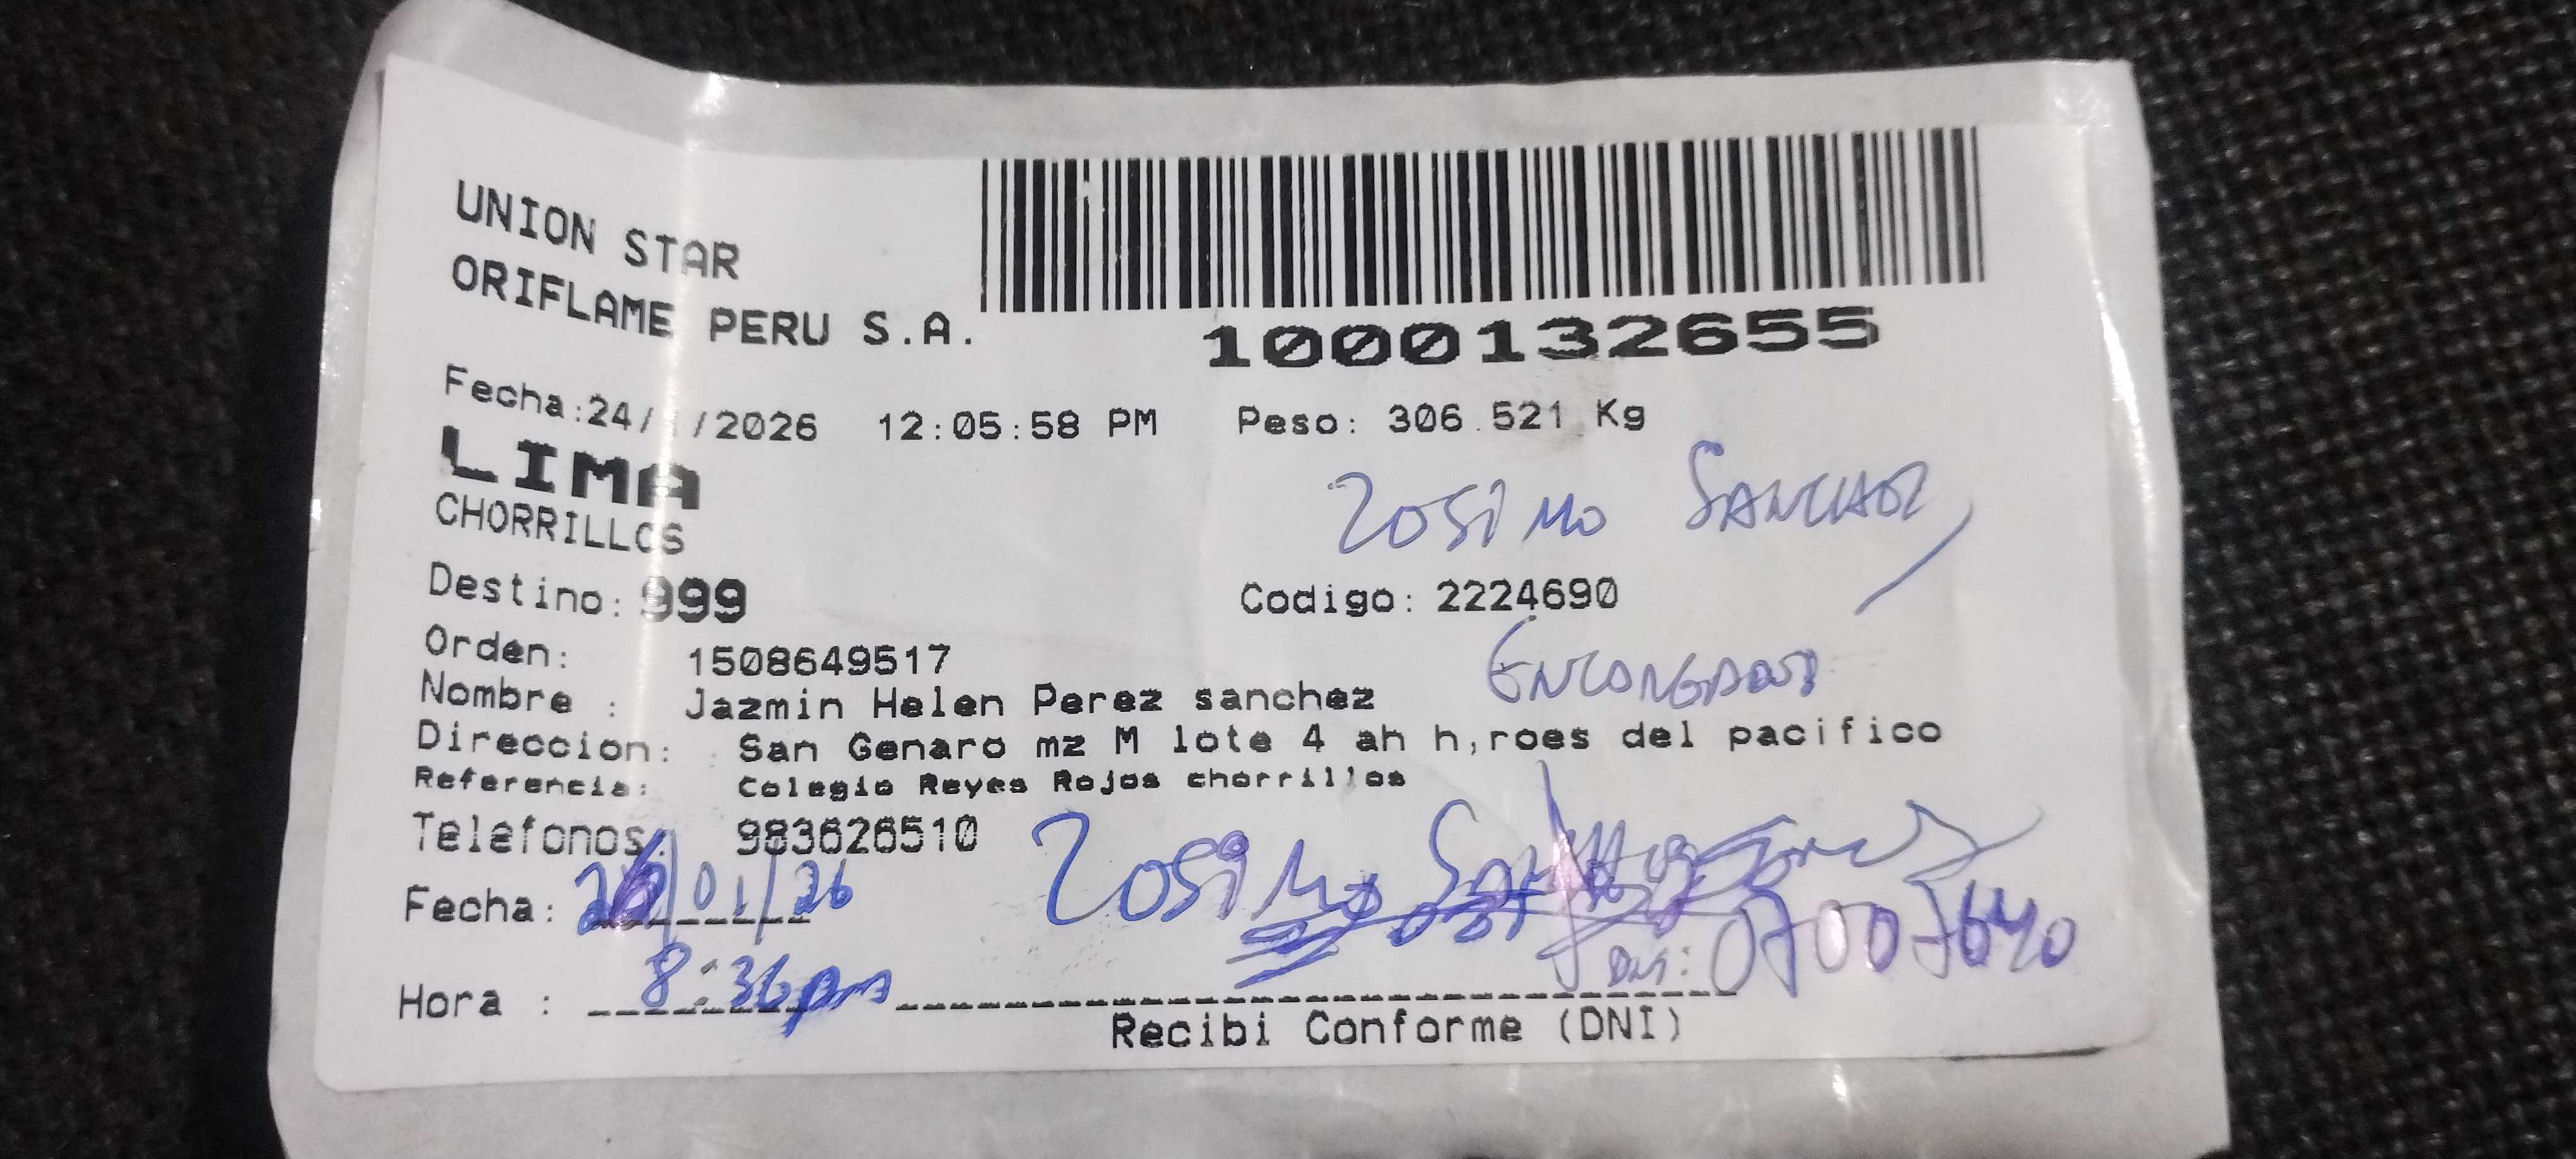 UNION STAR
ORIFLAME PERU S.A.
1000132655
Fecha:24/ /2026 12:05:58 PM Peso: 306.521 Kg
LIMA
CHORRILLOS
ZOSIMO SANCHEZ
Destino: 999 Codigo: 2224690
Orden: 1508649517
ENCARGADO
Nombre : Jazmin Helen Perez sanchez
Direccion: San Genaro mz M lote 4 ah h,roes del pacifico
Referencia: Colegio Reyes Rojos chorrillos
Telefonos: 983626510
Fecha: 26/01/26 ZOSIMO
DNI:
Hora : 8:36pm
Recibi Conforme (DNI)